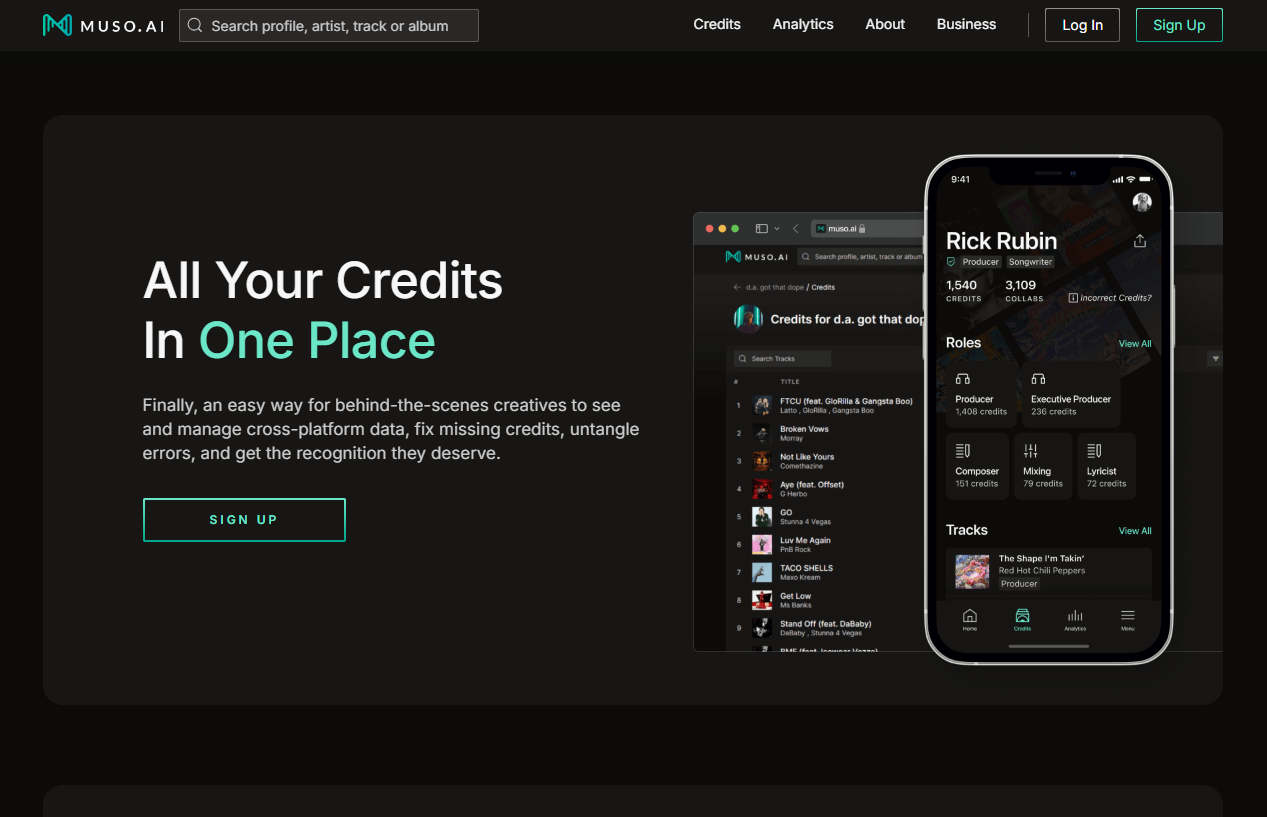 MUSO.AI
Search profile, artist, track or album
Credits Analytics About Business Log In Sign Up
All Your Credits
In One Place
Finally, an easy way for behind-the-scenes creatives to see
and manage cross-platform data, fix missing credits, untangle
errors, and get the recognition they deserve.
SIGN UP
muso.ai
MUSO.AI
Search profile, artist, track or album
d.a. got that dope / Credits
Credits for d.a. got that dop
Search Tracks
# TITLE
1 FTCU (feat. GloRilla & Gangsta Boo)
Latto , GloRilla , Gangsta Boo
2 Broken Vows
Morray
3 Not Like Yours
Comethazine
4 Aye (feat. Offset)
G Herbo
5 GO
Stunna 4 Vegas
6 Luv Me Again
PnB Rock
7 TACO SHELLS
Maxo Kream
8 Get Low
Ms Banks
9 Stand Off (feat. DaBaby)
DaBaby , Stunna 4 Vegas
9:41
Rick Rubin
Producer Songwriter
1,540 3,109
CREDITS COLLABS Incorrect Credits?
Roles View All
Producer Executive Producer
1,408 credits 236 credits
Composer Mixing Lyricist
151 credits 79 credits 72 credits
Tracks View All
The Shape I'm Takin'
Red Hot Chili Peppers
Producer
Home Credits Analytics Menu